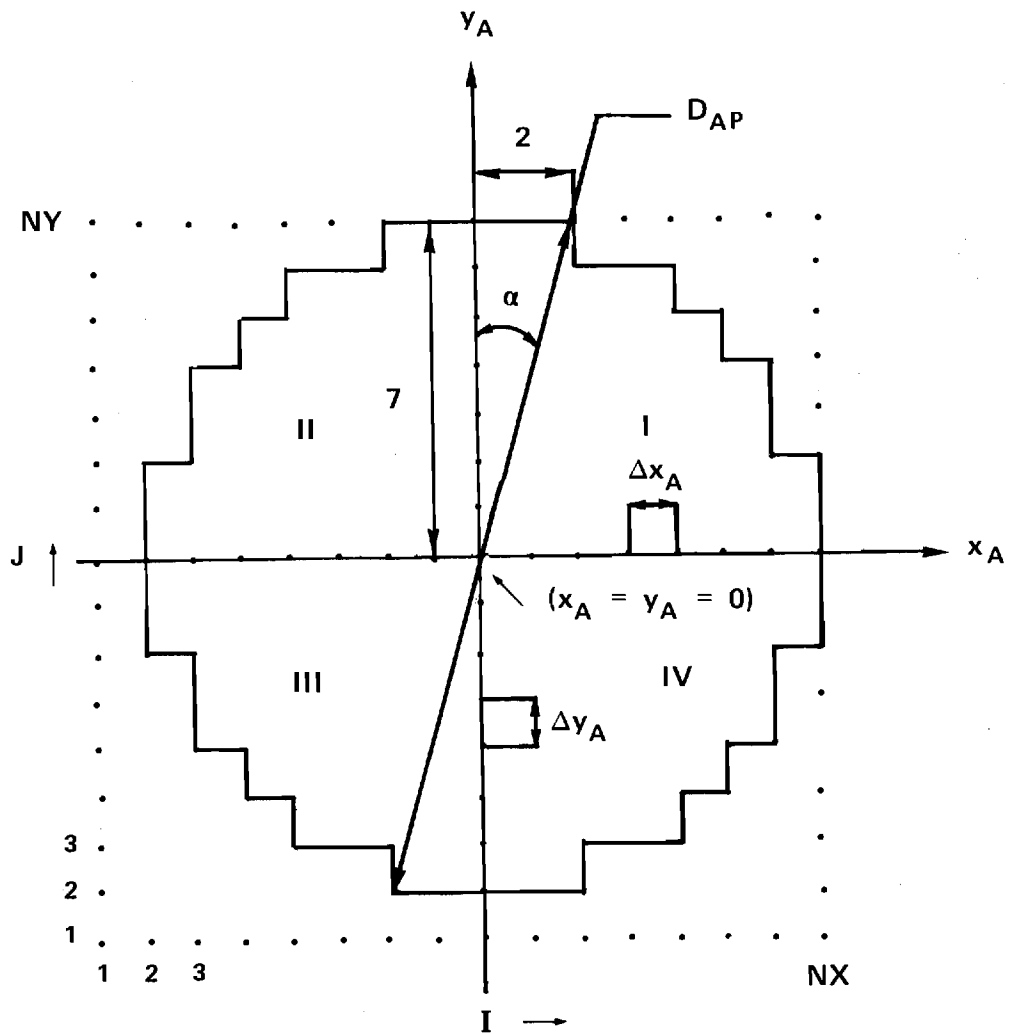 y_A
D_AP
2
NY
α
7
II
I
Δx_A
J
x_A
(x_A = y_A = 0)
III
IV
Δy_A
3
2
1
1 2 3
NX
I